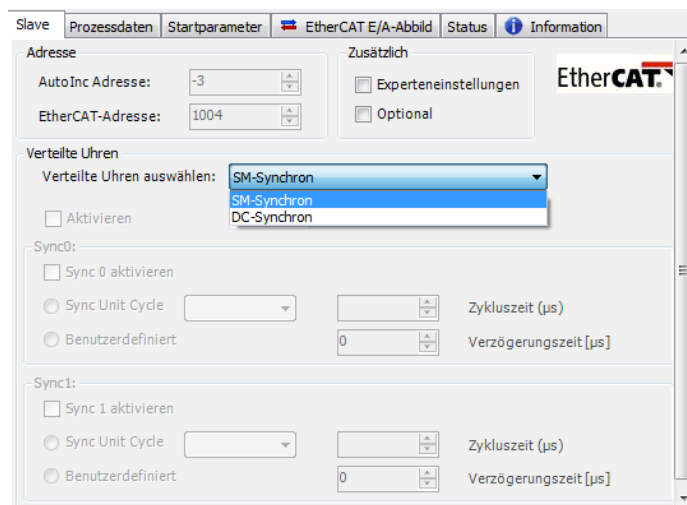 Slave Prozessdaten Startparameter EtherCAT E/A-Abbild Status Information
Adresse
AutoInc Adresse: -3
EtherCAT-Adresse: 1004
Zusätzlich
Experteneinstellungen
Optional
EtherCAT.
Verteilte Uhren
Verteilte Uhren auswählen: SM-Synchron
SM-Synchron
DC-Synchron
Aktivieren
Sync0:
Sync 0 aktivieren
Sync Unit Cycle Zykluszeit (µs)
Benutzerdefiniert 0 Verzögerungszeit[µs]
Sync1:
Sync 1 aktivieren
Sync Unit Cycle Zykluszeit (µs)
Benutzerdefiniert 0 Verzögerungszeit[µs]